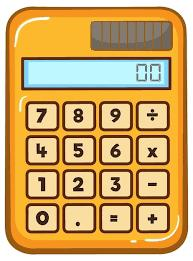 00
7 8 9 ÷
4 5 6 x
1 2 3 -
0 . = +